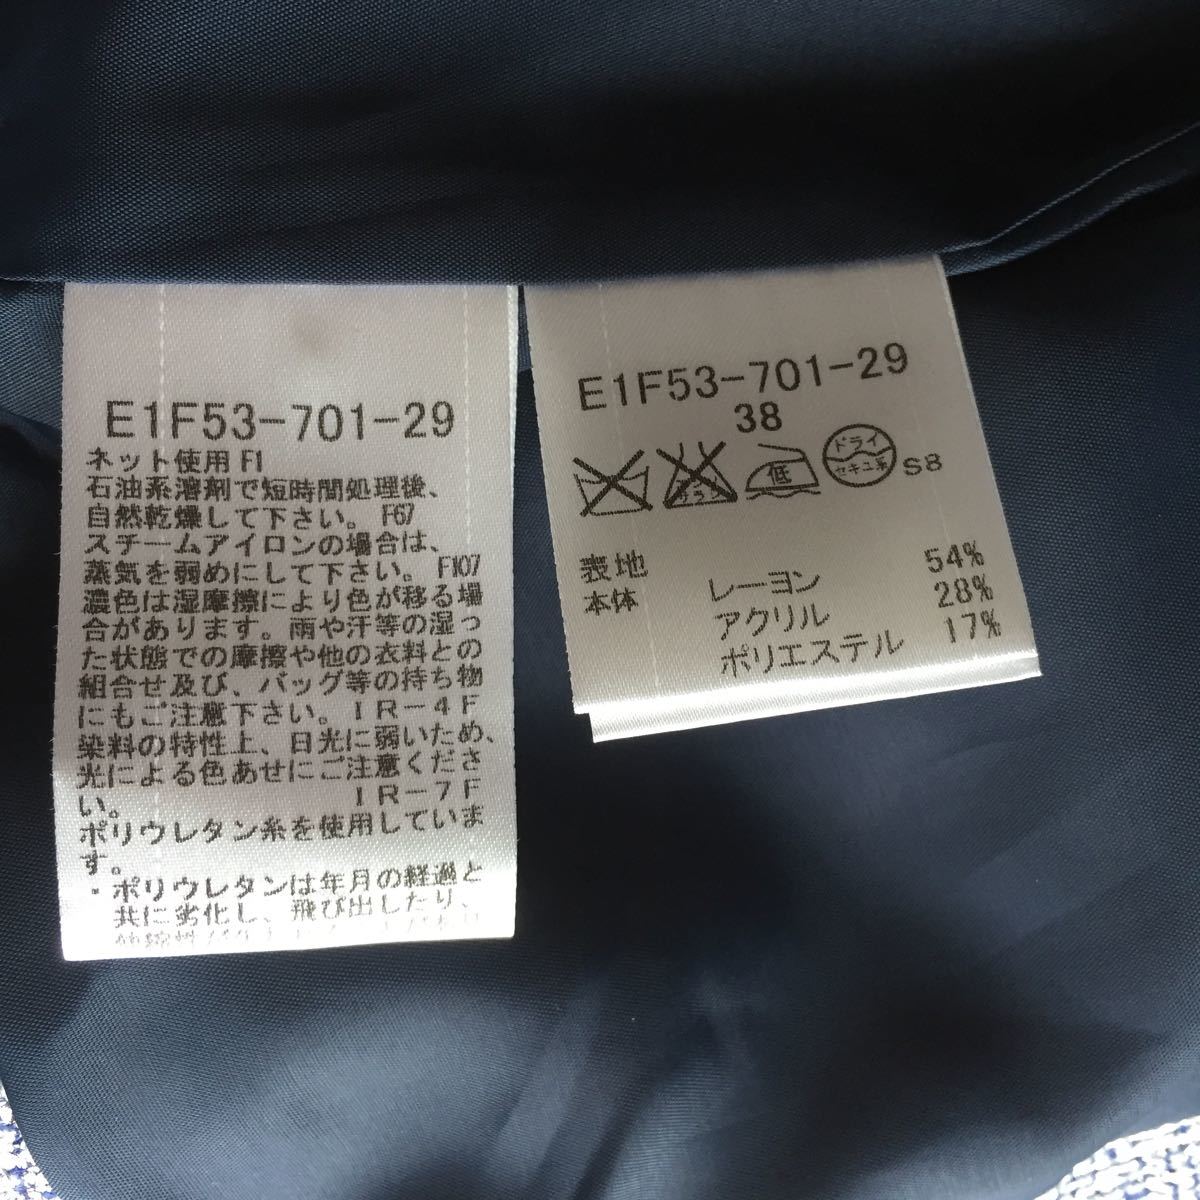 E1F53-701-29
ネット使用 F1
石油系溶剤で短時間処理後、
自然乾燥して下さい。 F67
スチームアイロンの場合は、
蒸気を弱めにして下さい。 F107
濃色は湿摩擦により色が移る場
合があります。雨や汗等の湿っ
た状態での摩擦や他の衣料との
組合せ及び、バッグ等の持ち物
にもご注意下さい。IR-4F
染料の特性上、日光に弱いため、
光による色あせにご注意くださ
い。 IR-7F
ポリウレタン糸を使用していま
す。
・ポリウレタンは年月の経過と
共に劣化し、飛び出したり、
E1F53-701-29
38
低 ドライ
セキユ系 S8
表地 レーヨン 54%
本体 アクリル 28%
ポリエステル 17%